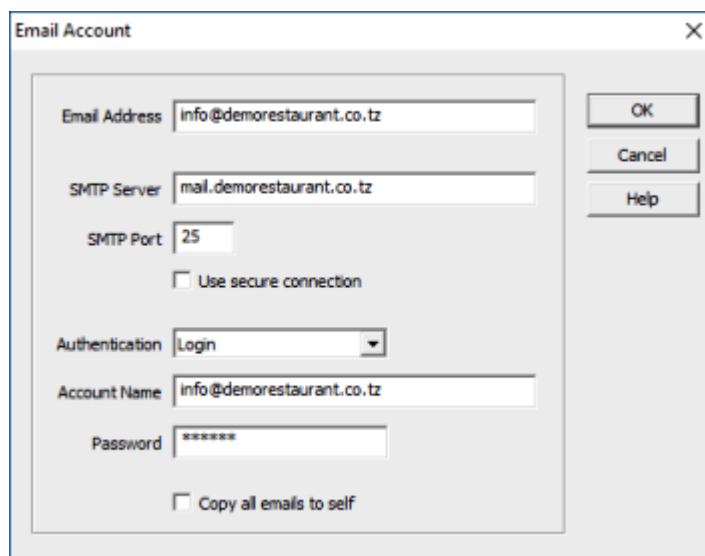 Email Account
Email Address info@demorestaurant.co.tz
OK
Cancel
SMTP Server mail.demorestaurant.co.tz
Help
SMTP Port 25
Use secure connection
Authentication Login
Account Name info@demorestaurant.co.tz
Password ******
Copy all emails to self